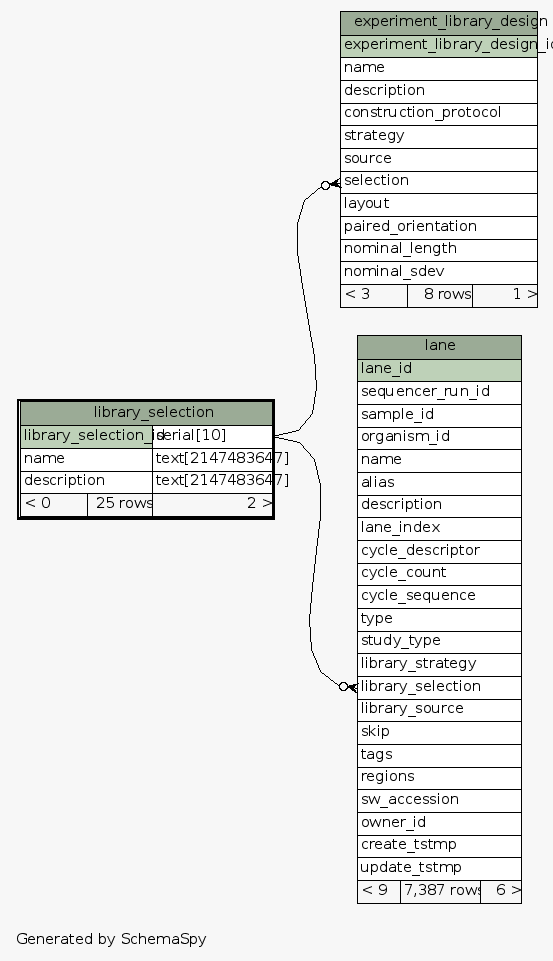 experiment_library_design
experiment_library_design_id
name
description
construction_protocol
strategy
source
selection
layout
paired_orientation
nominal_length
nominal_sdev
< 3 8 rows 1 >
lane
lane_id
sequencer_run_id
sample_id
organism_id
name
alias
description
lane_index
cycle_descriptor
cycle_count
cycle_sequence
type
study_type
library_strategy
library_selection
library_source
skip
tags
regions
sw_accession
owner_id
create_tstmp
update_tstmp
< 9 7,387 rows 6 >
library_selection
library_selection_id serial[10]
name text[2147483647]
description text[2147483647]
< 0 25 rows 2 >
Generated by SchemaSpy